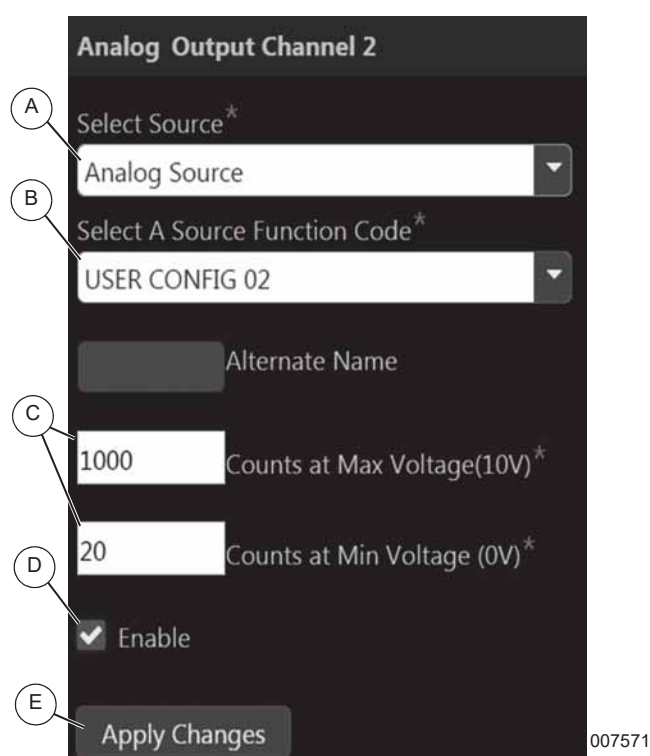 Analog Output Channel 2
A
Select Source*
Analog Source
B
Select A Source Function Code*
USER CONFIG 02
Alternate Name
C
1000 Counts at Max Voltage(10V)*
20 Counts at Min Voltage (0V)*
D
Enable
E
Apply Changes
007571